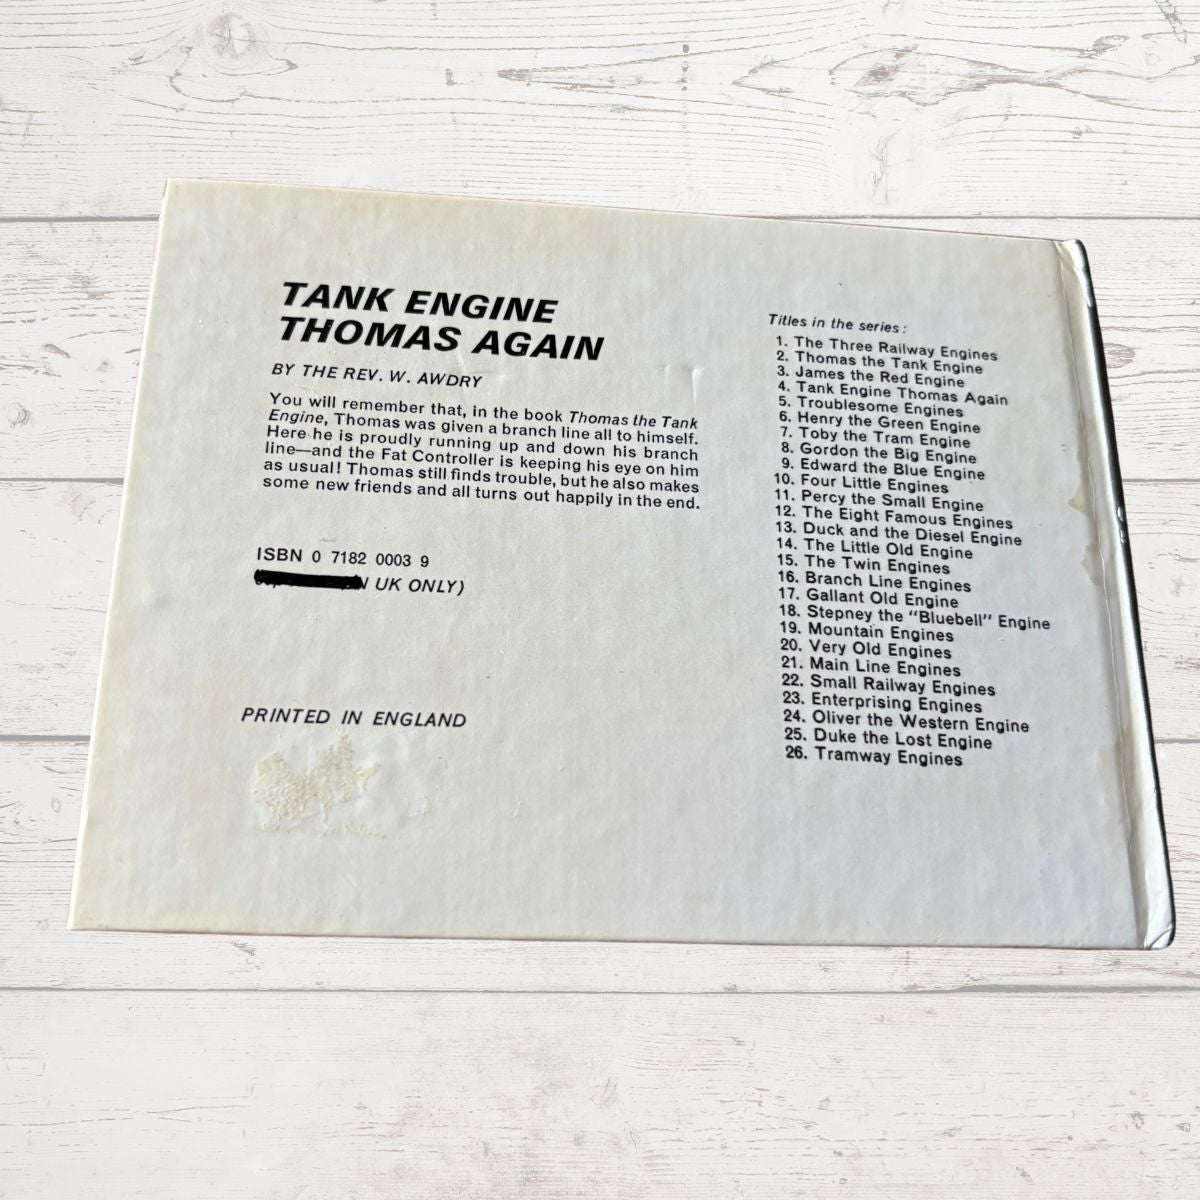 TANK ENGINE
THOMAS AGAIN
BY THE REV. W. AWDRY
You will remember that, in the book Thomas the Tank
Engine, Thomas was given a branch line all to himself.
Here he is proudly running up and down his branch
line—and the Fat Controller is keeping his eye on him
as usual! Thomas still finds trouble, but he also makes
some new friends and all turns out happily in the end.
ISBN 0 7182 0003 9
UK ONLY)
PRINTED IN ENGLAND
Titles in the series:
1. The Three Railway Engines
2. Thomas the Tank Engine
3. James the Red Engine
4. Tank Engine Thomas Again
5. Troublesome Engines
6. Henry the Green Engine
7. Toby the Tram Engine
8. Gordon the Big Engine
9. Edward the Blue Engine
10. Four Little Engines
11. Percy the Small Engine
12. The Eight Famous Engines
13. Duck and the Diesel Engine
14. The Little Old Engine
15. The Twin Engines
16. Branch Line Engines
17. Gallant Old Engine
18. Stepney the "Bluebell" Engine
19. Mountain Engines
20. Very Old Engines
21. Main Line Engines
22. Small Railway Engines
23. Enterprising Engines
24. Oliver the Western Engine
25. Duke the Lost Engine
26. Tramway Engines